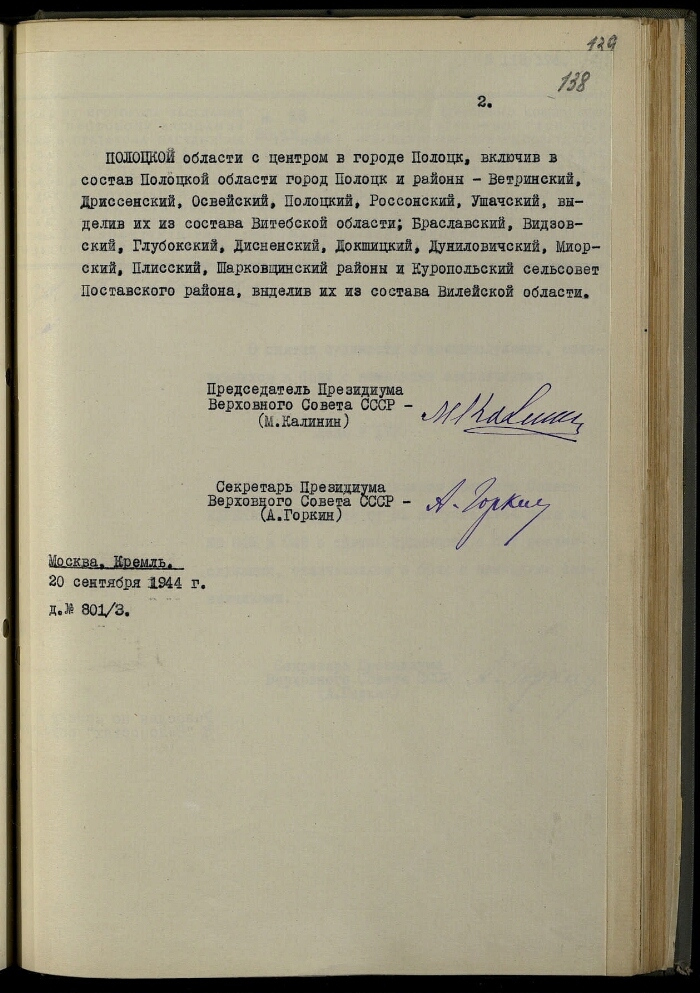 129
138
2.
ПОЛОЦКОЙ области с центром в городе Полоцк, включив в
состав Полоцкой области город Полоцк и районы - Ветринский,
Дриссенский, Освейский, Полоцкий, Россонский, Ушачский, вы-
делив их из состава Витебской области; Браславский, Видзов-
ский, Глубокский, Дисненский, Докшицкий, Дуниловичский, Миор-
ский, Плисский, Шарковщинский районы и Куропольский сельсовет
Поставского района, выделив их из состава Вилейской области.
Председатель Президиума
Верховного Совета СССР -
(М.Калинин)
М Калинин
Секретарь Президиума
Верховного Совета СССР -
(А.Горкин)
А. Горкин
Москва, Кремль.
20 сентября 1944 г.
д.№ 801/3.